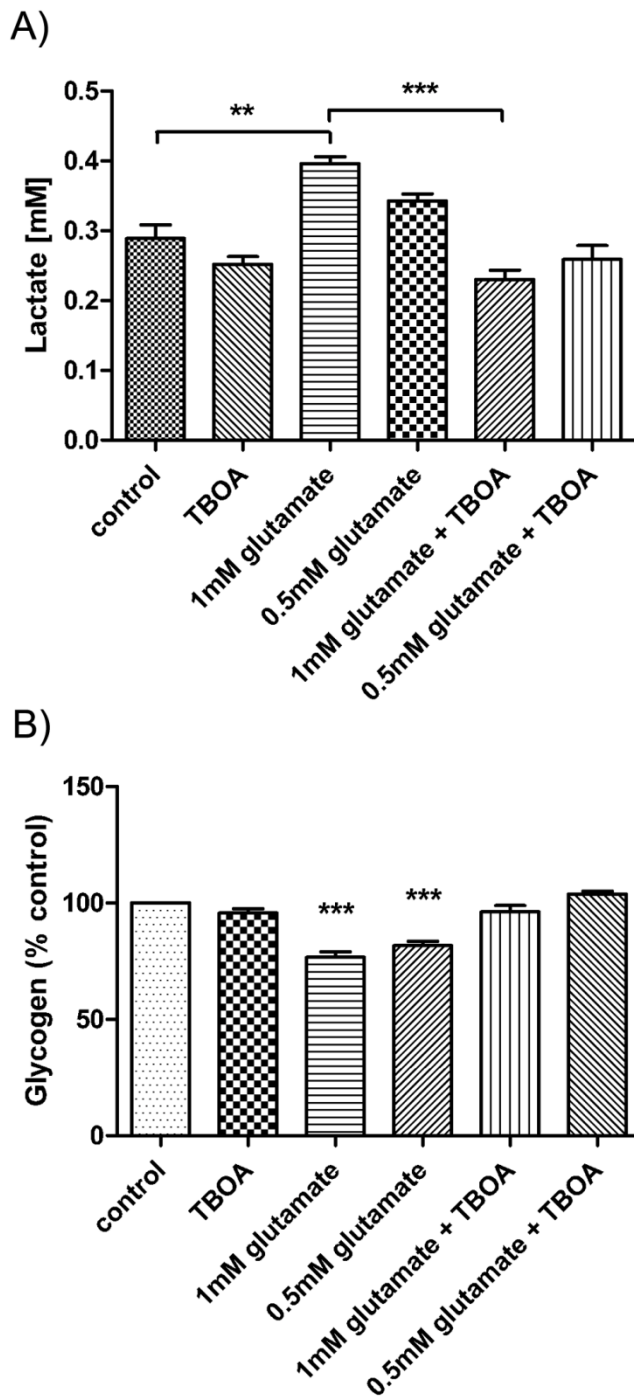 A)
Lactate [mM]
0.5
0.4
0.3
0.2
0.1
0.0
**
***
control
TBOA
1mM glutamate
0.5mM glutamate
1mM glutamate + TBOA
0.5mM glutamate + TBOA
B)
Glycogen (% control)
150
100
50
0
***
***
control
TBOA
1mM glutamate
0.5mM glutamate
1mM glutamate + TBOA
0.5mM glutamate + TBOA